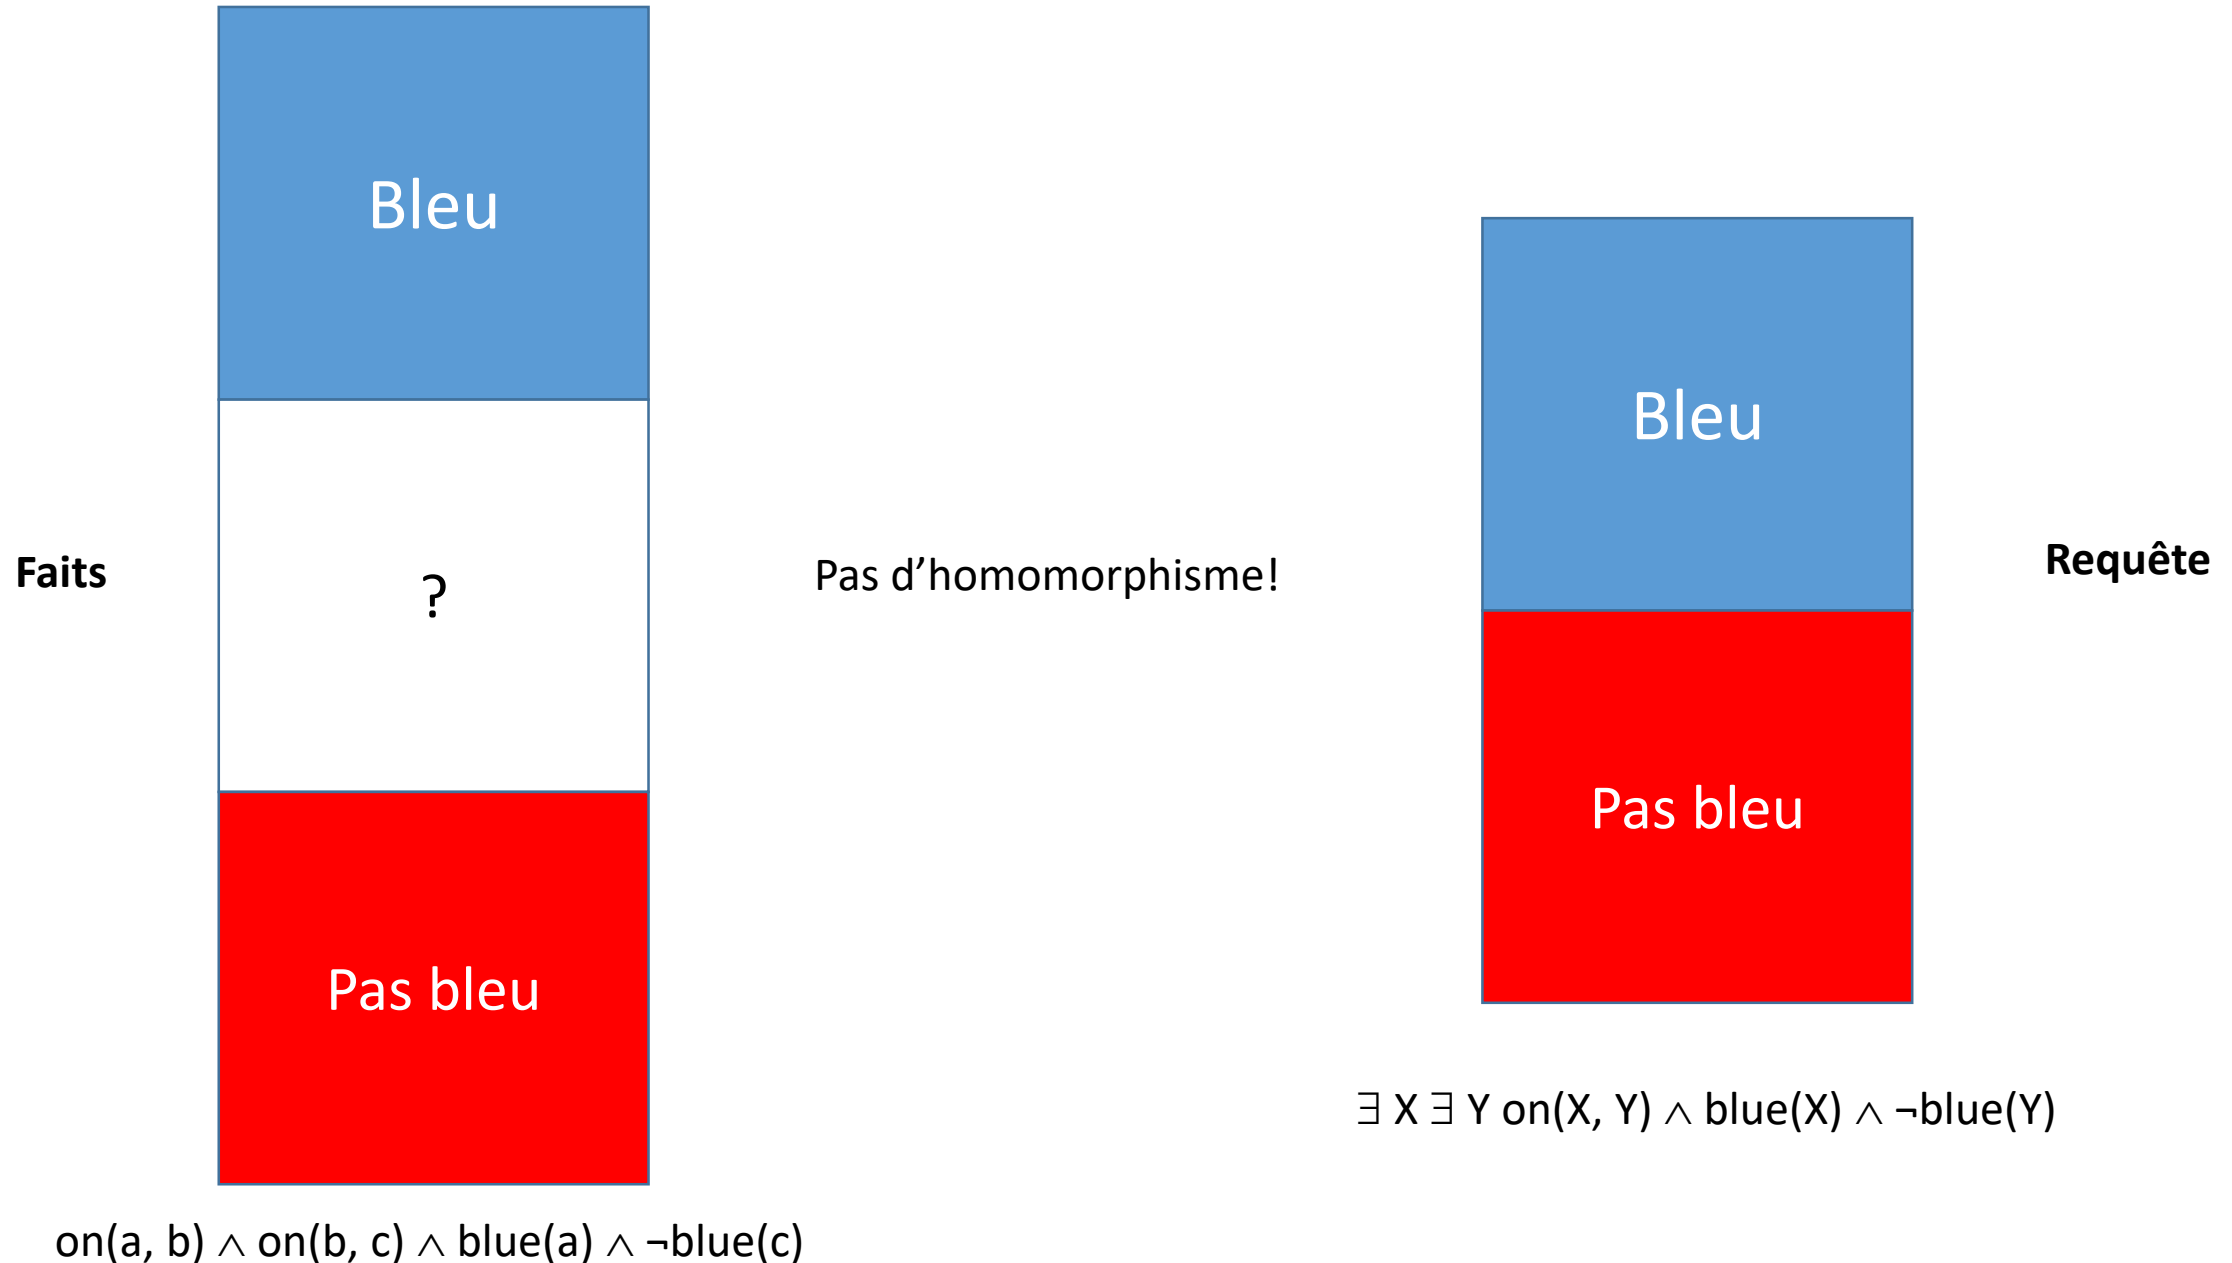 Bleu
Bleu
Faits
?
Pas d’homomorphisme!
Requête
Pas bleu
Pas bleu
∃ X ∃ Y on(X, Y) ∧ blue(X) ∧ ¬blue(Y)
on(a, b) ∧ on(b, c) ∧ blue(a) ∧ ¬blue(c)